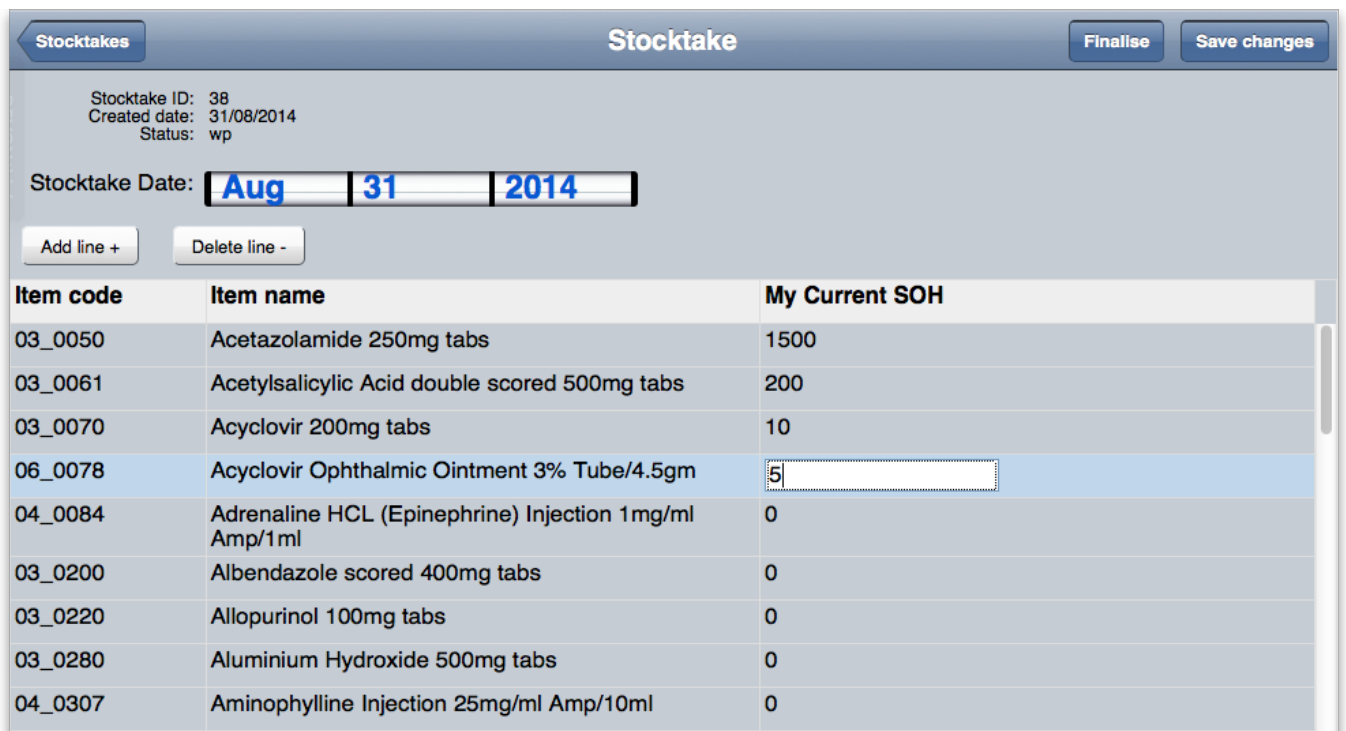 Stocktakes Stocktake Finalise Save changes
Stocktake ID: 38
Created date: 31/08/2014
Status: wp
Stocktake Date: Aug 31 2014
Add line + Delete line -
Item code Item name My Current SOH
03_0050 Acetazolamide 250mg tabs 1500
03_0061 Acetylsalicylic Acid double scored 500mg tabs 200
03_0070 Acyclovir 200mg tabs 10
06_0078 Acyclovir Ophthalmic Ointment 3% Tube/4.5gm 5
04_0084 Adrenaline HCL (Epinephrine) Injection 1mg/ml 0
Amp/1ml
03_0200 Albendazole scored 400mg tabs 0
03_0220 Allopurinol 100mg tabs 0
03_0280 Aluminium Hydroxide 500mg tabs 0
04_0307 Aminophylline Injection 25mg/ml Amp/10ml 0